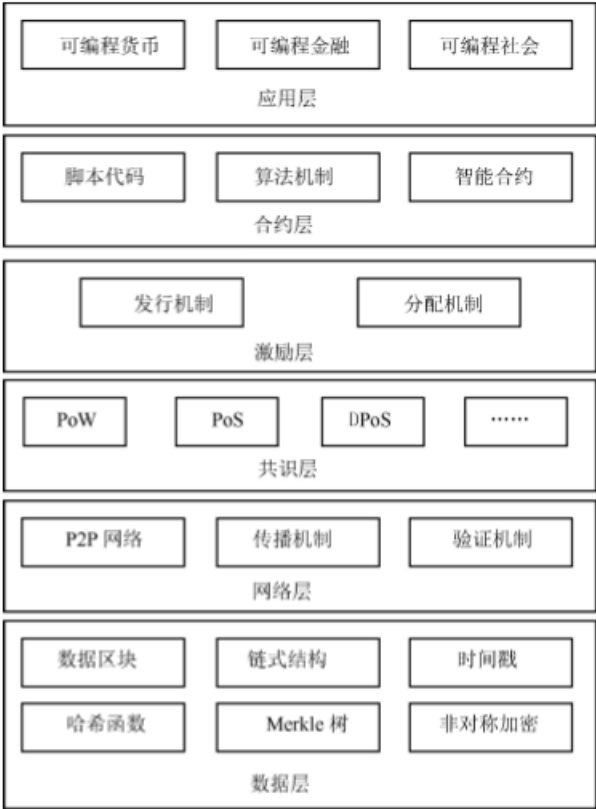 可编程货币 可编程金融 可编程社会
应用层
脚本代码 算法机制 智能合约
合约层
发行机制 分配机制
激励层
PoW PoS DPoS ……
共识层
P2P 网络 传播机制 验证机制
网络层
数据区块 链式结构 时间戳
哈希函数 Merkle 树 非对称加密
数据层